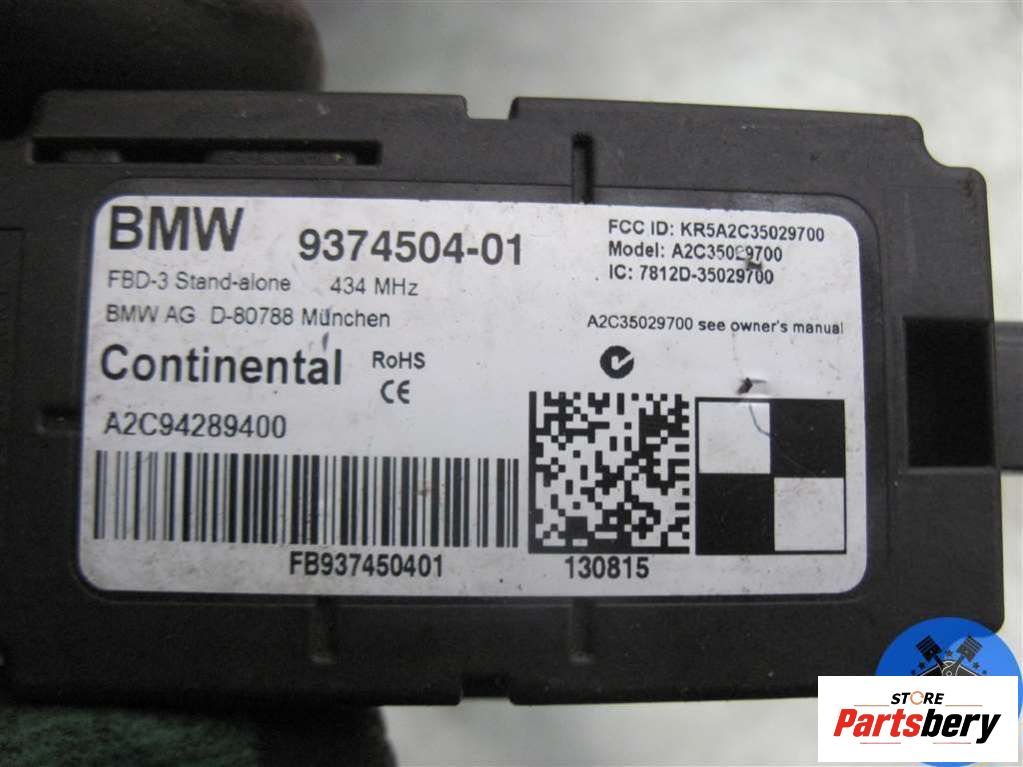 BMW 9374504-01
FBD-3 Stand-alone 434 MHz
BMW AG D-80788 München
Continental RoHS
CE
A2C94289400
FB937450401
FCC ID: KR5A2C35029700
Model: A2C35029700
IC: 7812D-35029700
A2C35029700 see owner's manual
130815
STORE
Partsbery